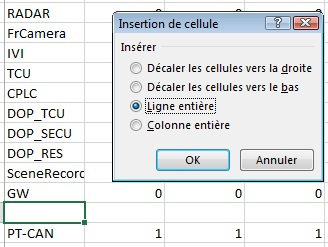 RADAR
FrCamera
IVI
TCU
CPLC
DOP_TCU
DOP_SECU
DOP_RES
SceneRecord
GW 0 0 0
PT-CAN 1 1 1
Insertion de cellule
Insérer
Décaler les cellules vers la droite
Décaler les cellules vers le bas
Ligne entière
Colonne entière
OK Annuler